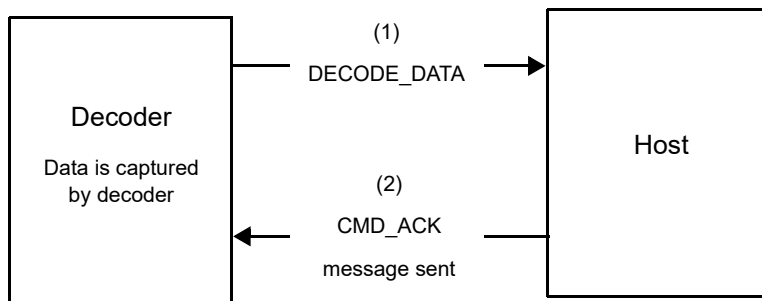 (1)
DECODE_DATA
Decoder
Data is captured
by decoder
Host
(2)
CMD_ACK
message sent